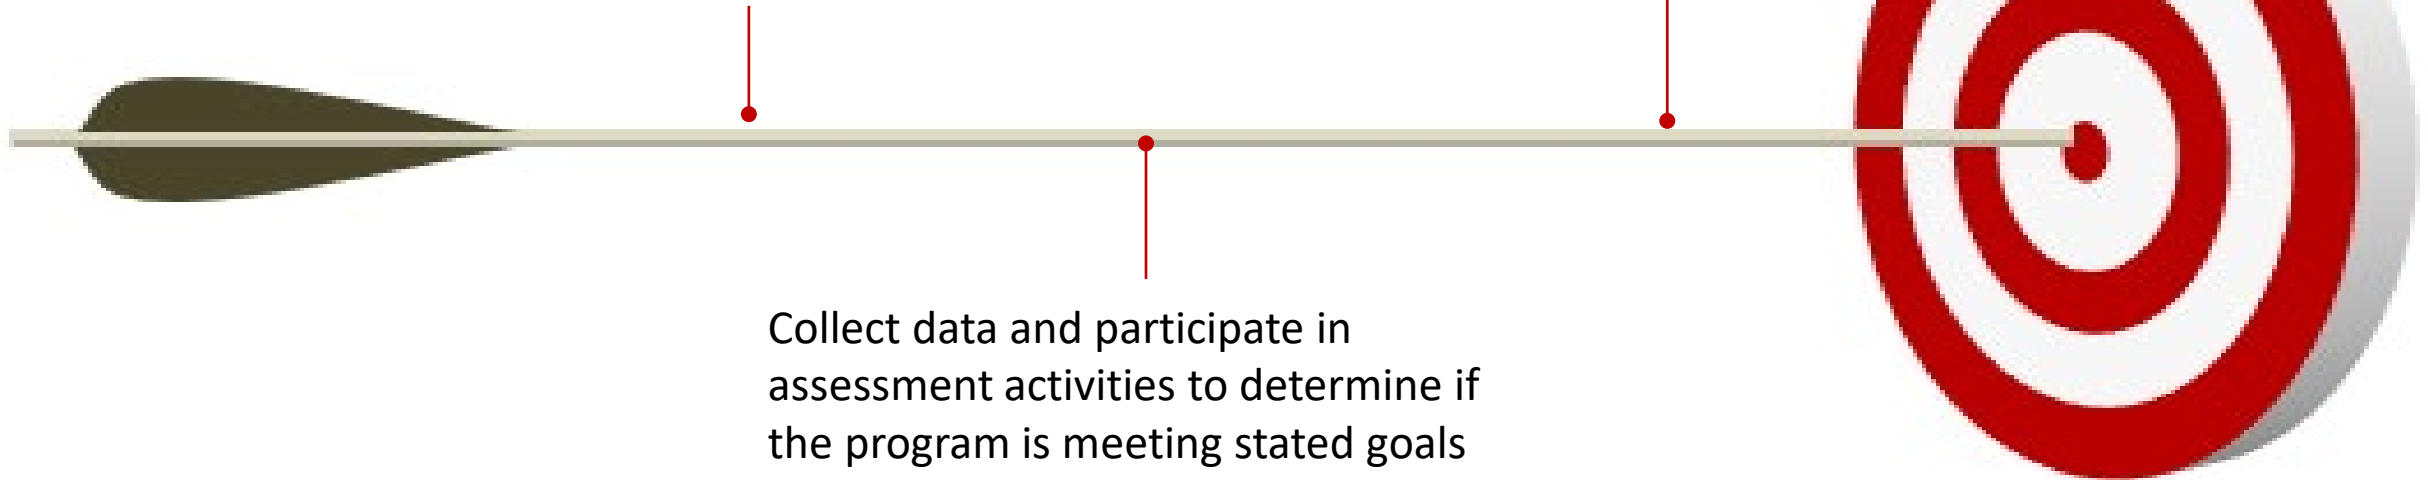 Collect data and participate in
assessment activities to determine if
the program is meeting stated goals